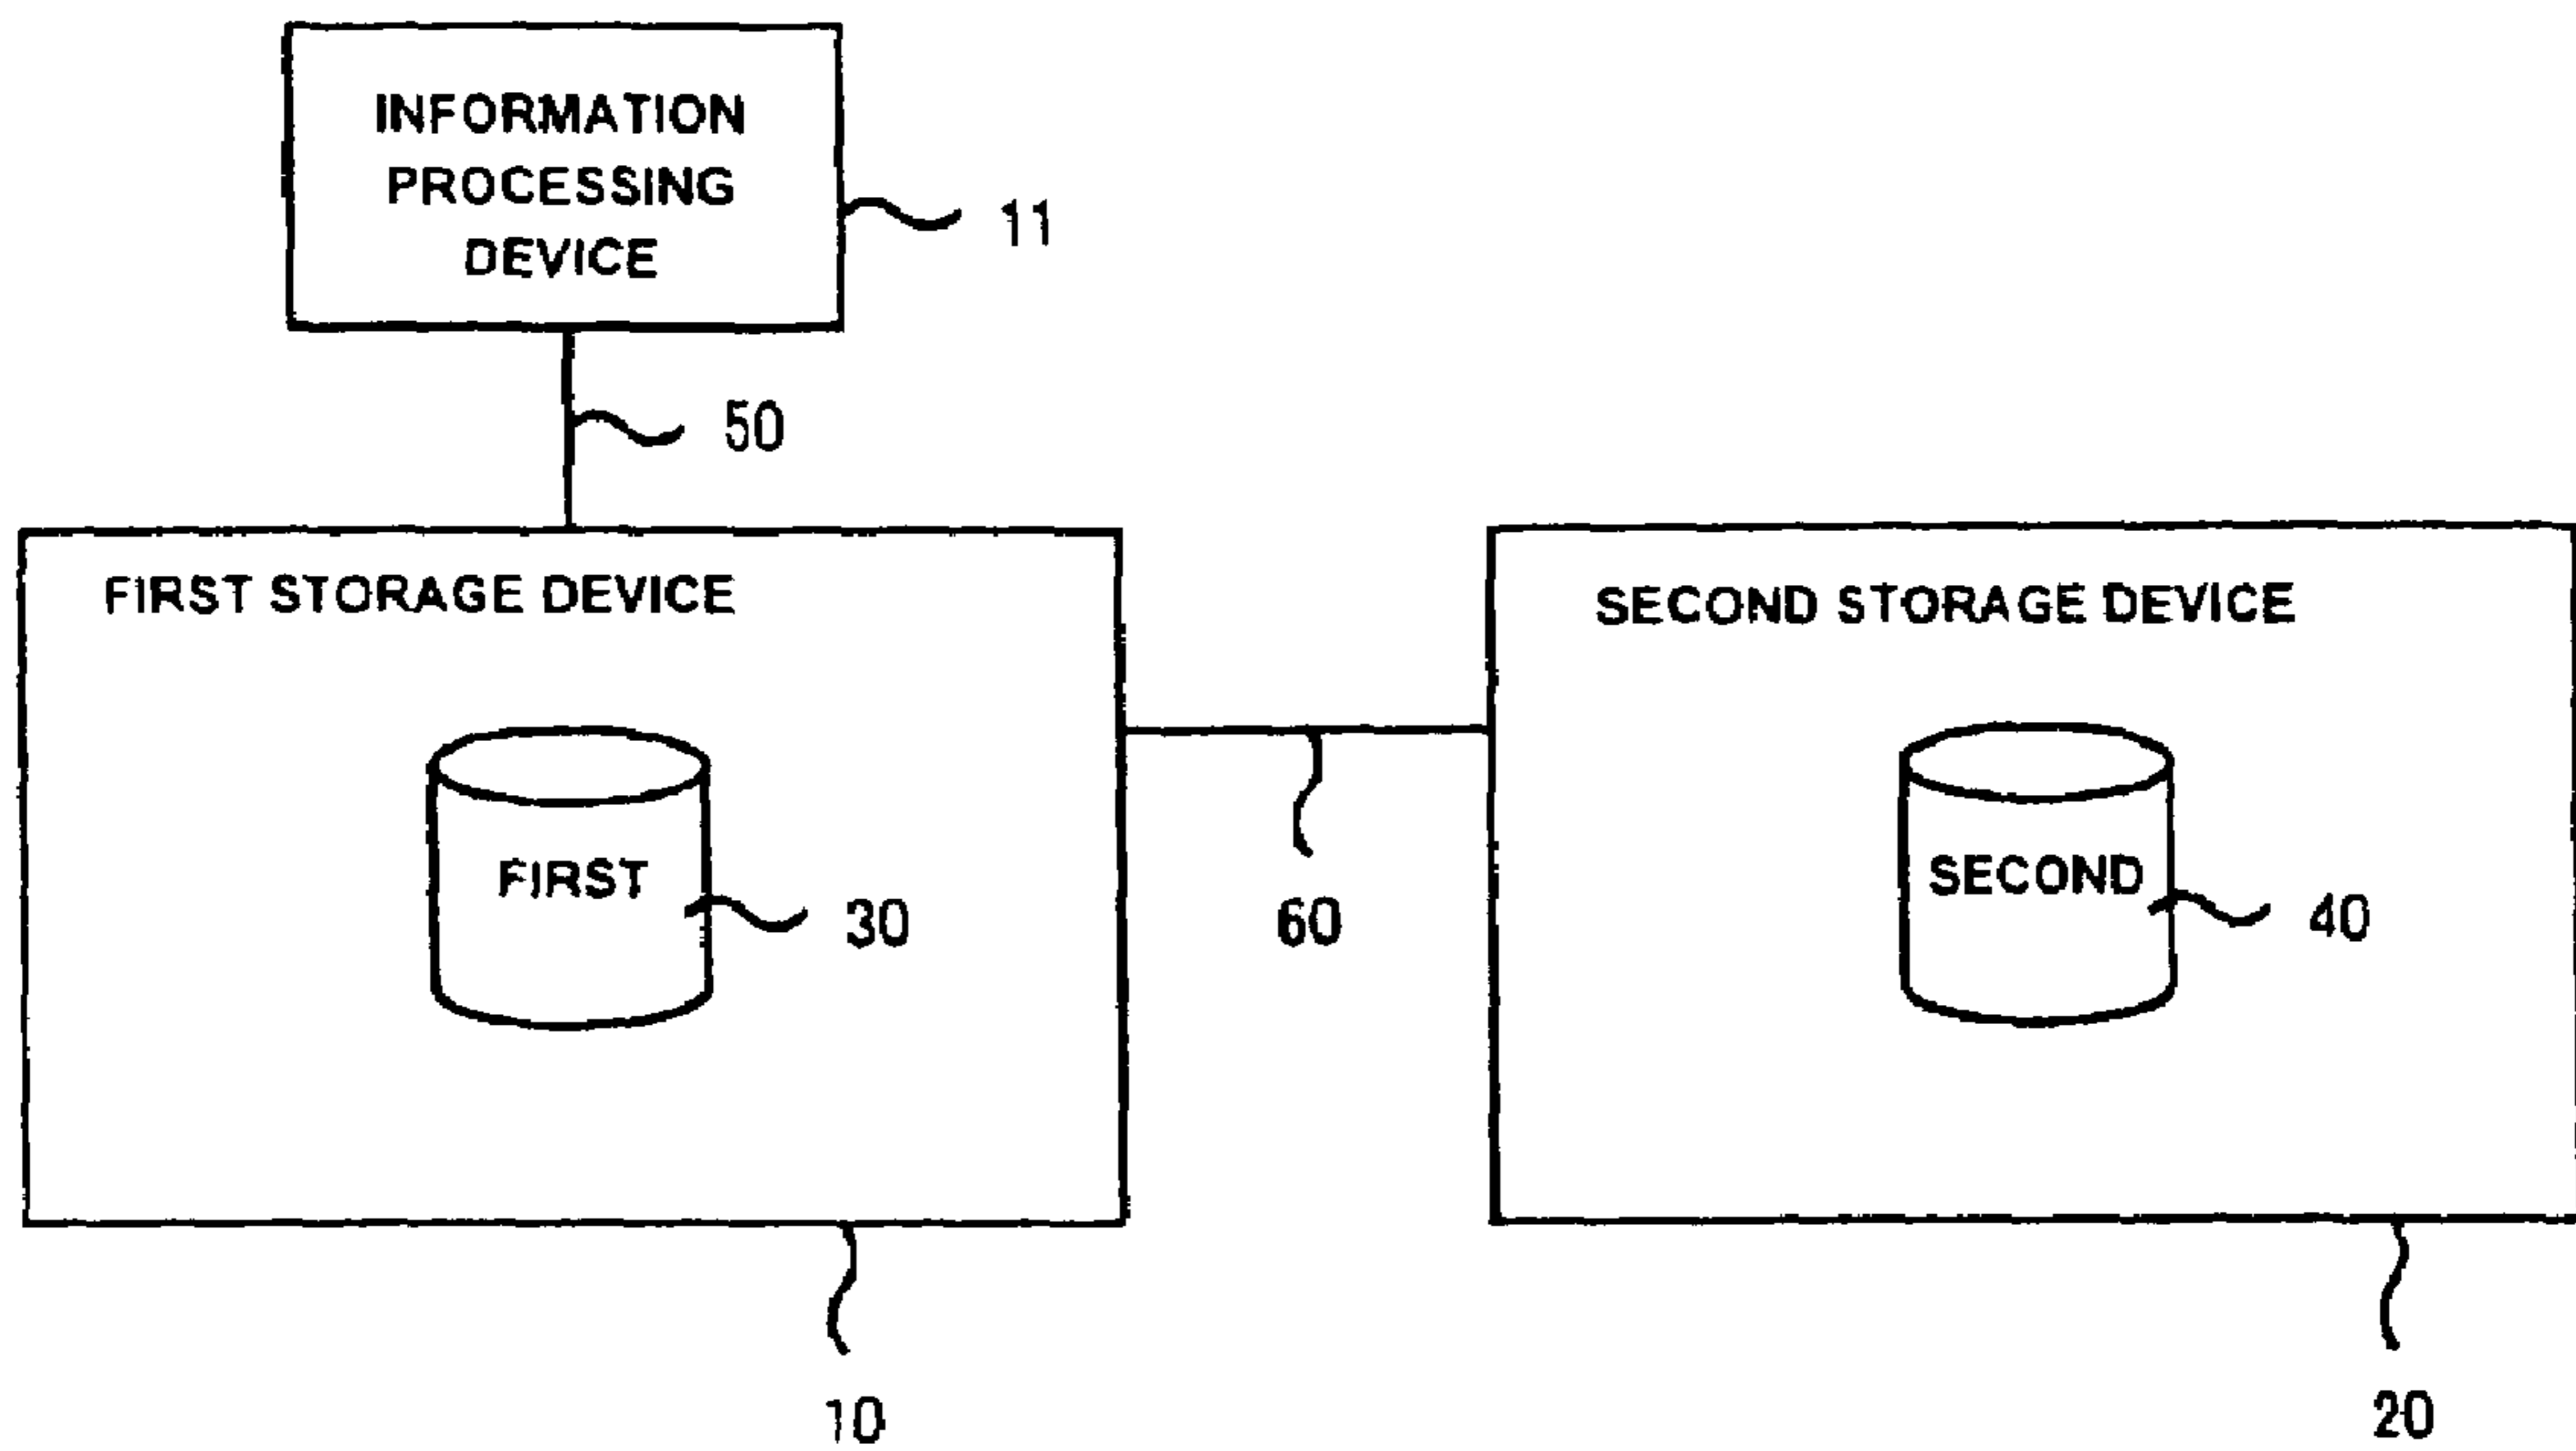 INFORMATION
PROCESSING
DEVICE
11
50
FIRST STORAGE DEVICE
SECOND STORAGE DEVICE
FIRST
30
60
SECOND
40
10
20